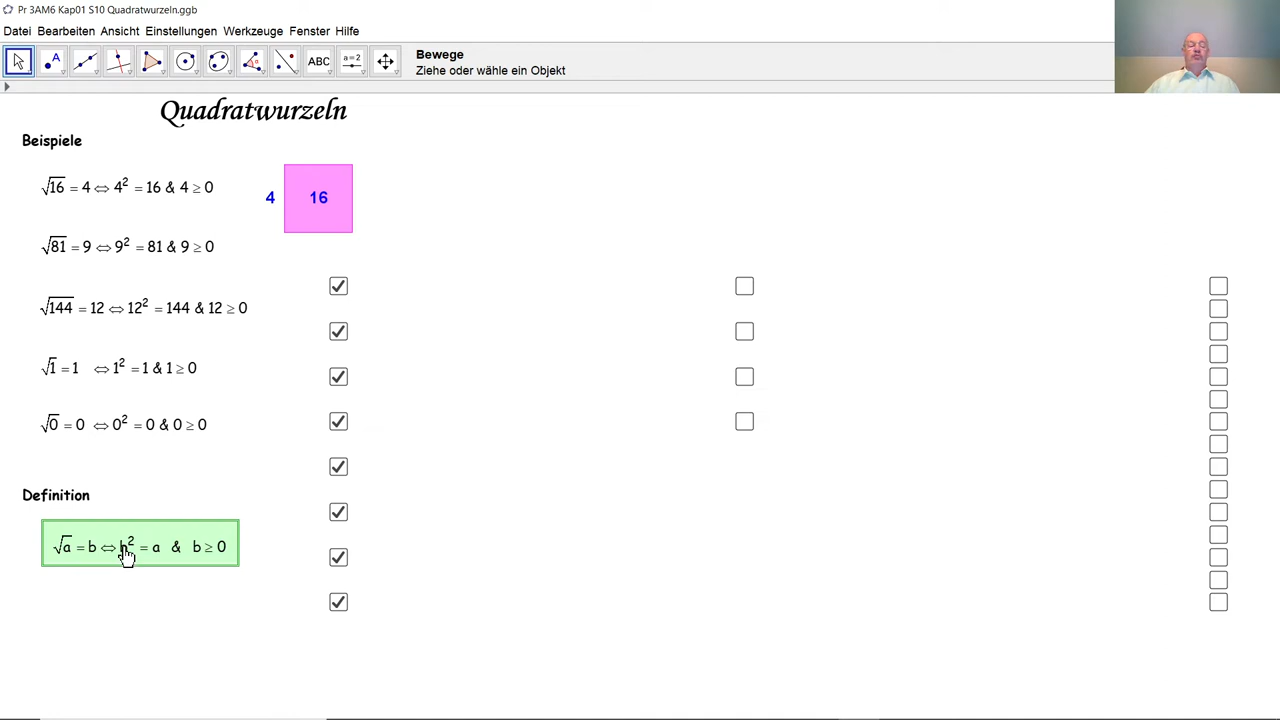 Pr 3AM6 Kap01 S10 Quadratwurzeln.ggb
Datei Bearbeiten Ansicht Einstellungen Werkzeuge Fenster Hilfe
A ABC a=2
Bewege
Ziehe oder wähle ein Objekt
Quadratwurzeln
Beispiele
√16 = 4 ⇔ 4² = 16 & 4 ≥ 0
4 16
√81 = 9 ⇔ 9² = 81 & 9 ≥ 0
√144 = 12 ⇔ 12² = 144 & 12 ≥ 0
√1 = 1 ⇔ 1² = 1 & 1 ≥ 0
√0 = 0 ⇔ 0² = 0 & 0 ≥ 0
Definition
√a = b ⇔ b² = a & b ≥ 0